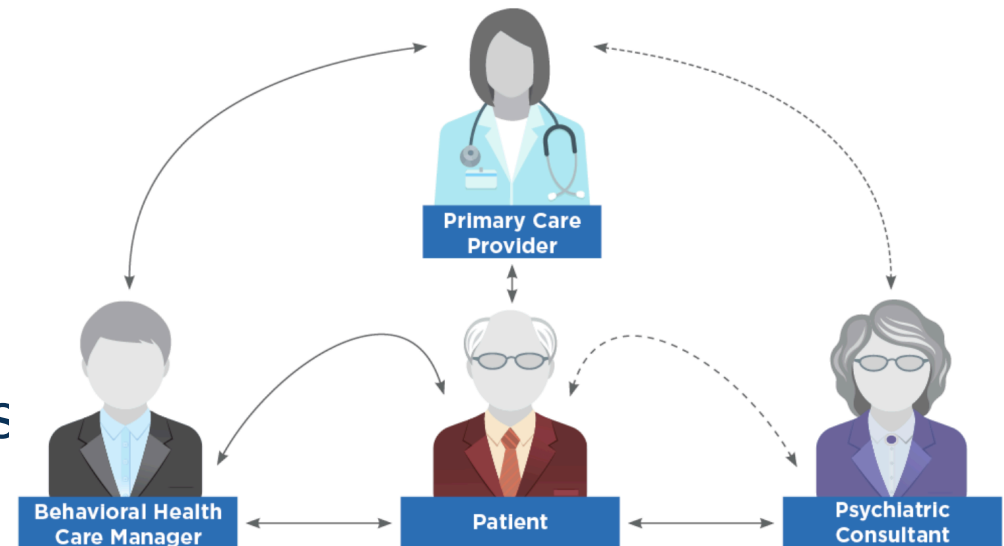 Primary Care
Provider
s
Behavioral Health
Care Manager
Patient
Psychiatric
Consultant